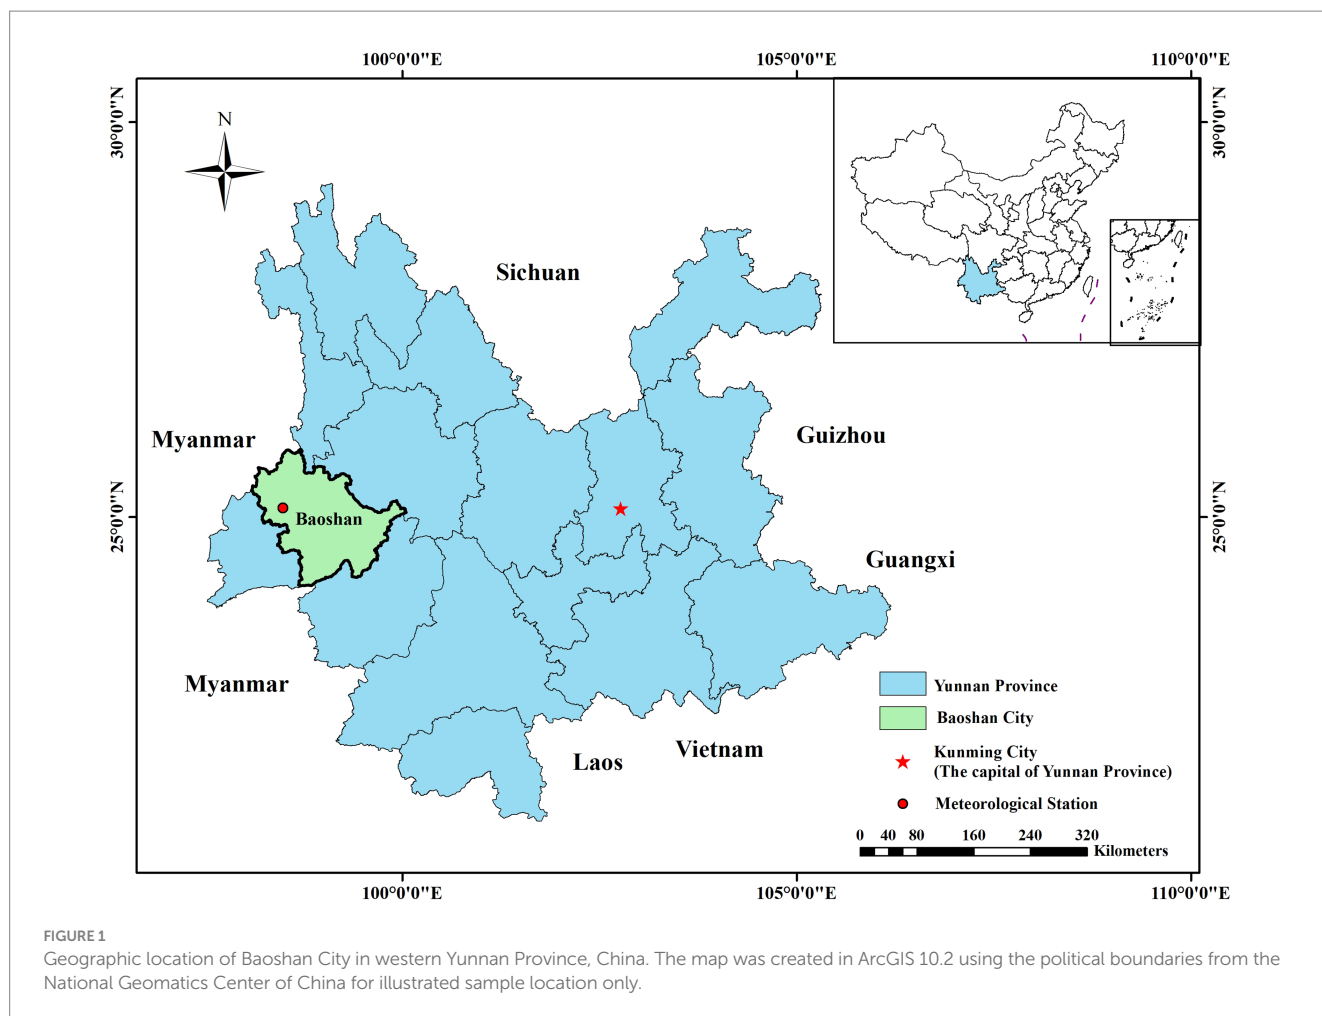 100°0'0"E 105°0'0"E 110°0'0"E
30°0'0"N
30°0'0"N
N
Sichuan
Myanmar
Guizhou
25°0'0"N
Baoshan
25°0'0"N
Guangxi
Myanmar
Laos
Vietnam
Yunnan Province
Baoshan City
Kunming City
(The capital of Yunnan Province)
Meteorological Station
0 40 80 160 240 320
Kilometers
100°0'0"E 105°0'0"E 110°0'0"E
FIGURE 1
Geographic location of Baoshan City in western Yunnan Province, China. The map was created in ArcGIS 10.2 using the political boundaries from the
National Geomatics Center of China for illustrated sample location only.